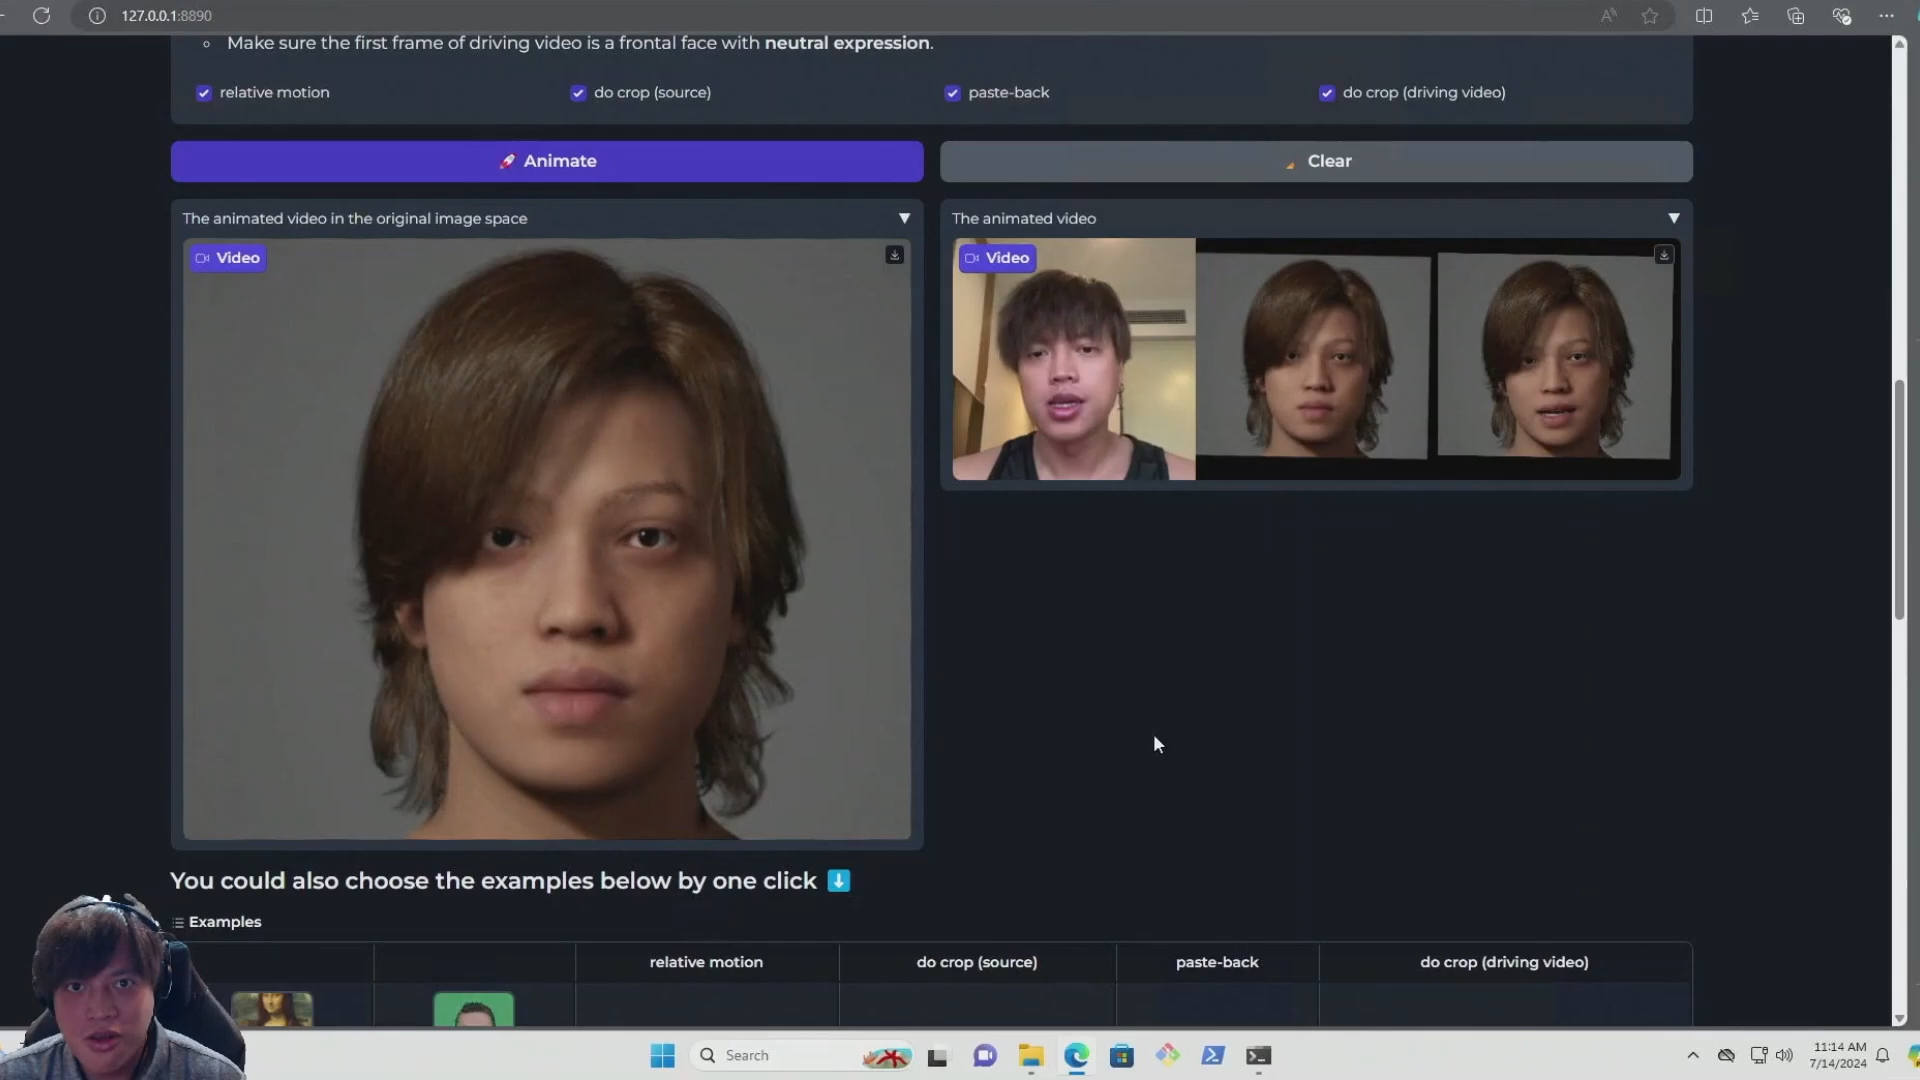 127.0.0.1:8890
Make sure the first frame of driving video is a frontal face with neutral expression.
relative motion
do crop (source)
paste-back
do crop (driving video)
Animate
Clear
The animated video in the original image space
The animated video
Video
Video
You could also choose the examples below by one click
Examples
relative motion
do crop (source)
paste-back
do crop (driving video)
Search
11:14 AM
7/14/2024